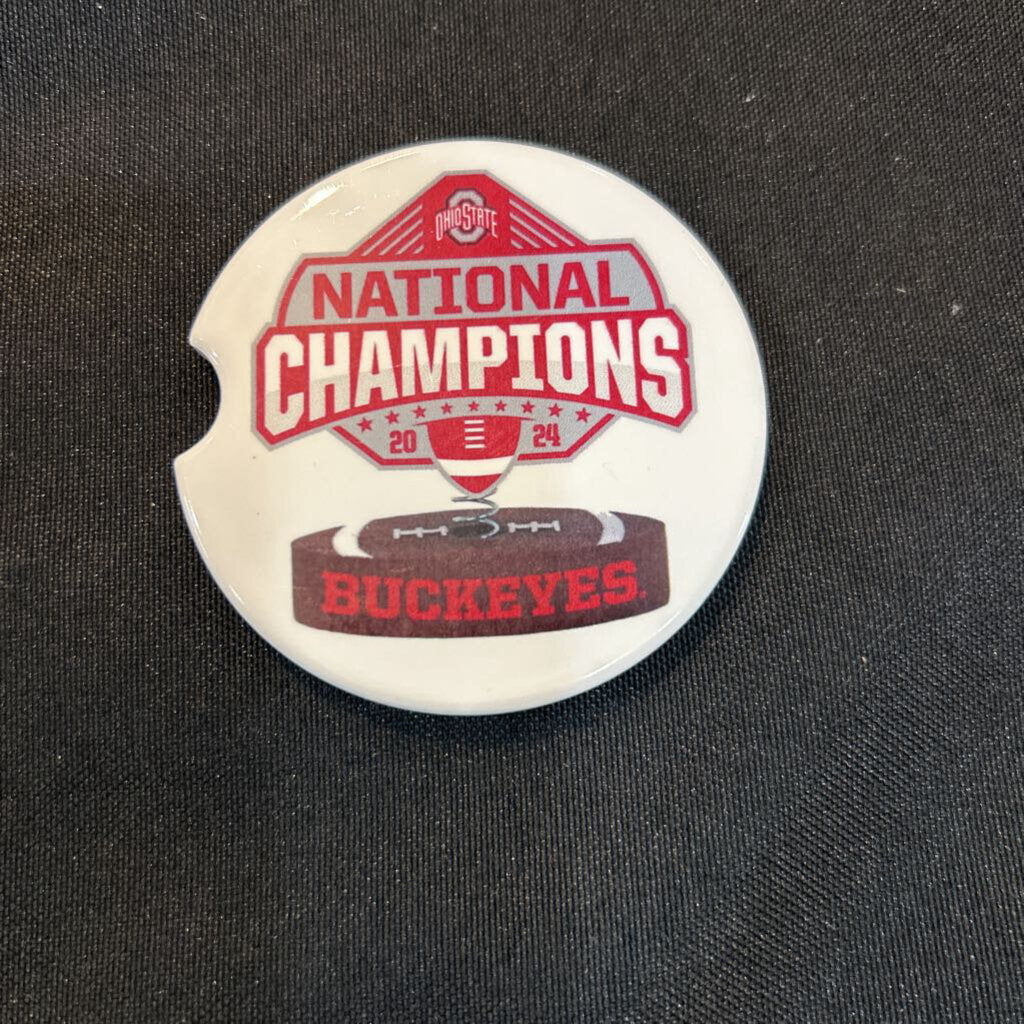 OHIO STATE
NATIONAL
CHAMPIONS
20 24
BUCKEYES.